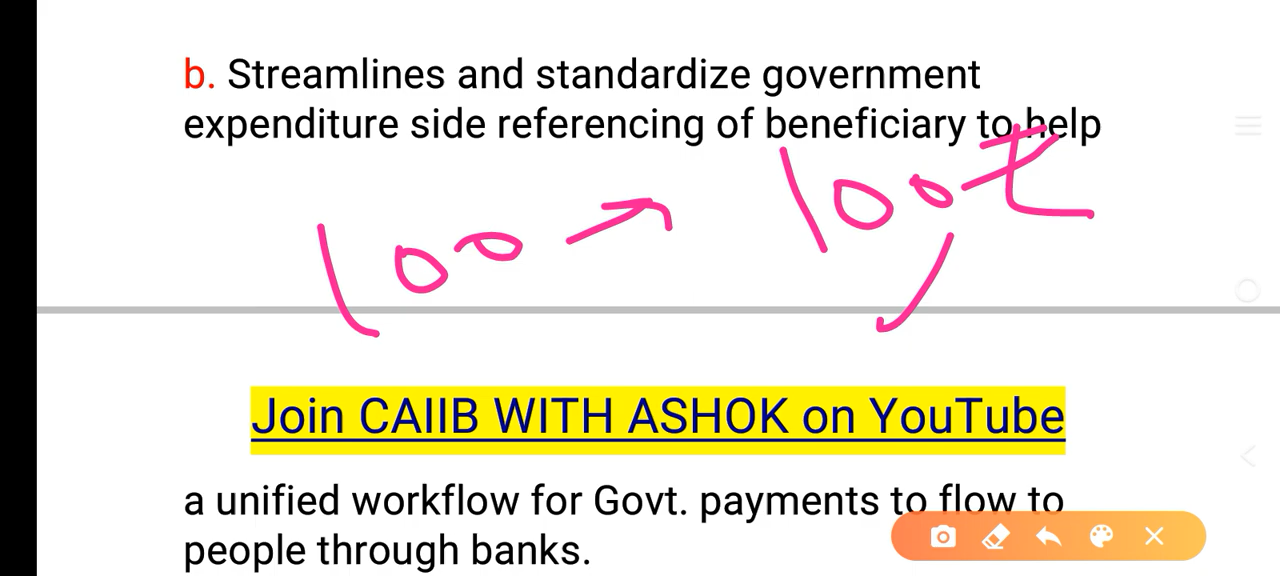 b. Streamlines and standardize government
expenditure side referencing of beneficiary to help
100 → 100₹
Join CAIIB WITH ASHOK on YouTube
a unified workflow for Govt. payments to flow to
people through banks.